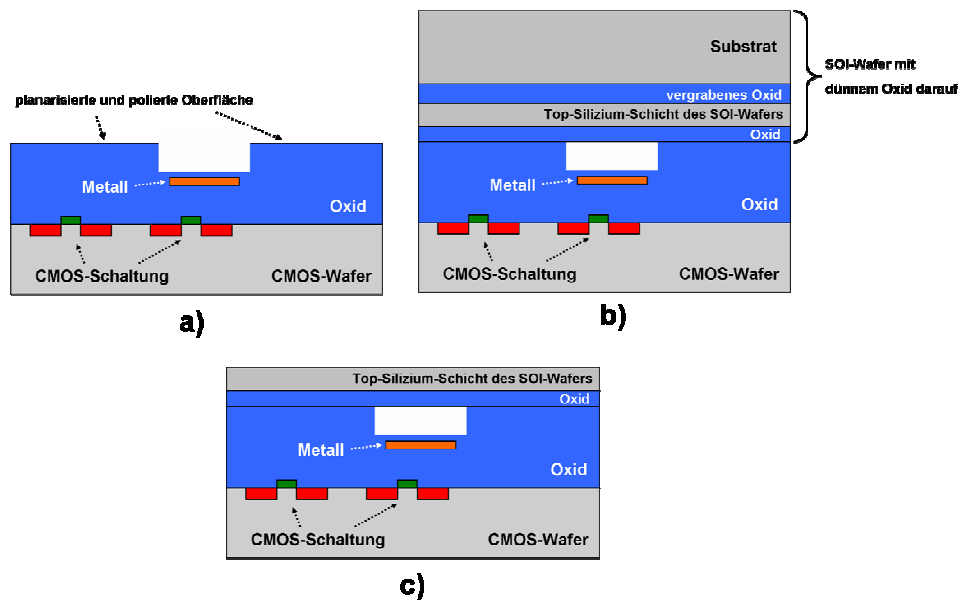 planarisierte und polierte Oberfläche
Metall
Oxid
CMOS-Schaltung
CMOS-Wafer
a)
Substrat
vergrabenes Oxid
Top-Silizium-Schicht des SOI-Wafers
Oxid
SOI-Wafer mit
dünnem Oxid darauf
Metall
Oxid
CMOS-Schaltung
CMOS-Wafer
b)
Top-Silizium-Schicht des SOI-Wafers
Oxid
Metall
Oxid
CMOS-Schaltung
CMOS-Wafer
c)